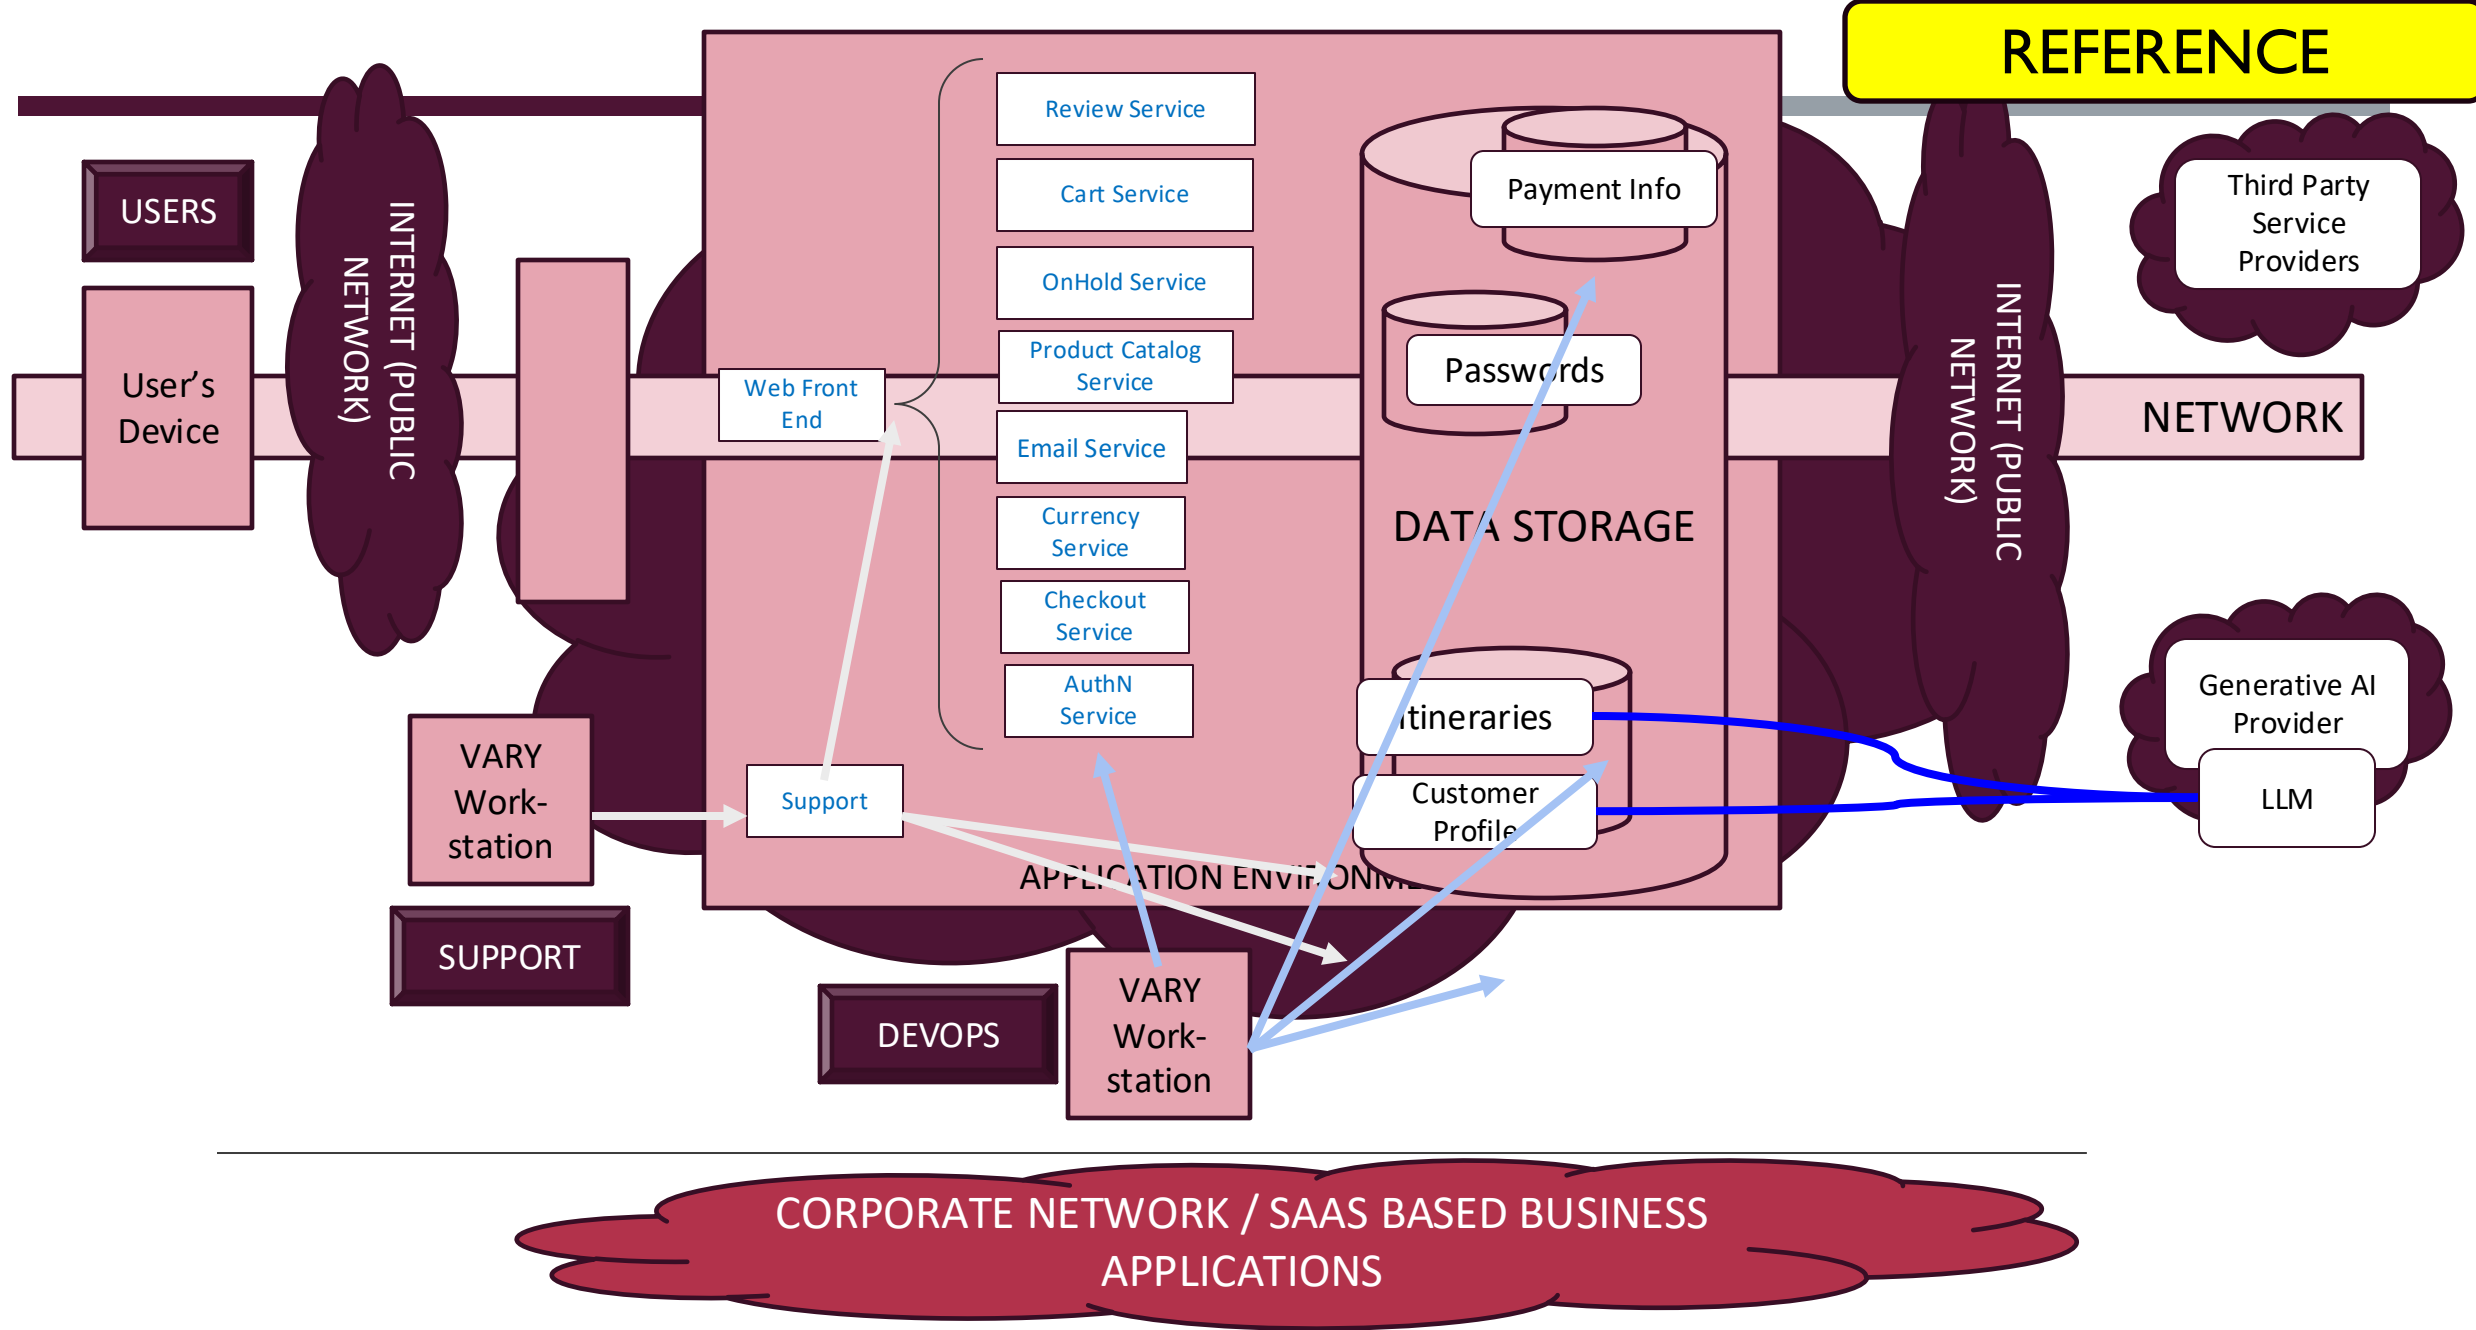 REFERENCE
USERS
User's
Device
INTERNET (PUBLIC
NETWORK)
Web Front
End
Review Service
Cart Service
OnHold Service
Product Catalog
Service
Email Service
Currency
Service
Checkout
Service
AuthN
Service
Support
APPLICATION
Payment Info
Passwords
DATA STORAGE
Itineraries
Customer
Profile
INTERNET (PUBLIC
NETWORK)
Third Party
Service
Providers
NETWORK
Generative AI
Provider
LLM
VARY
Work-
station
SUPPORT
DEVOPS
VARY
Work-
station
CORPORATE NETWORK / SAAS BASED BUSINESS
APPLICATIONS